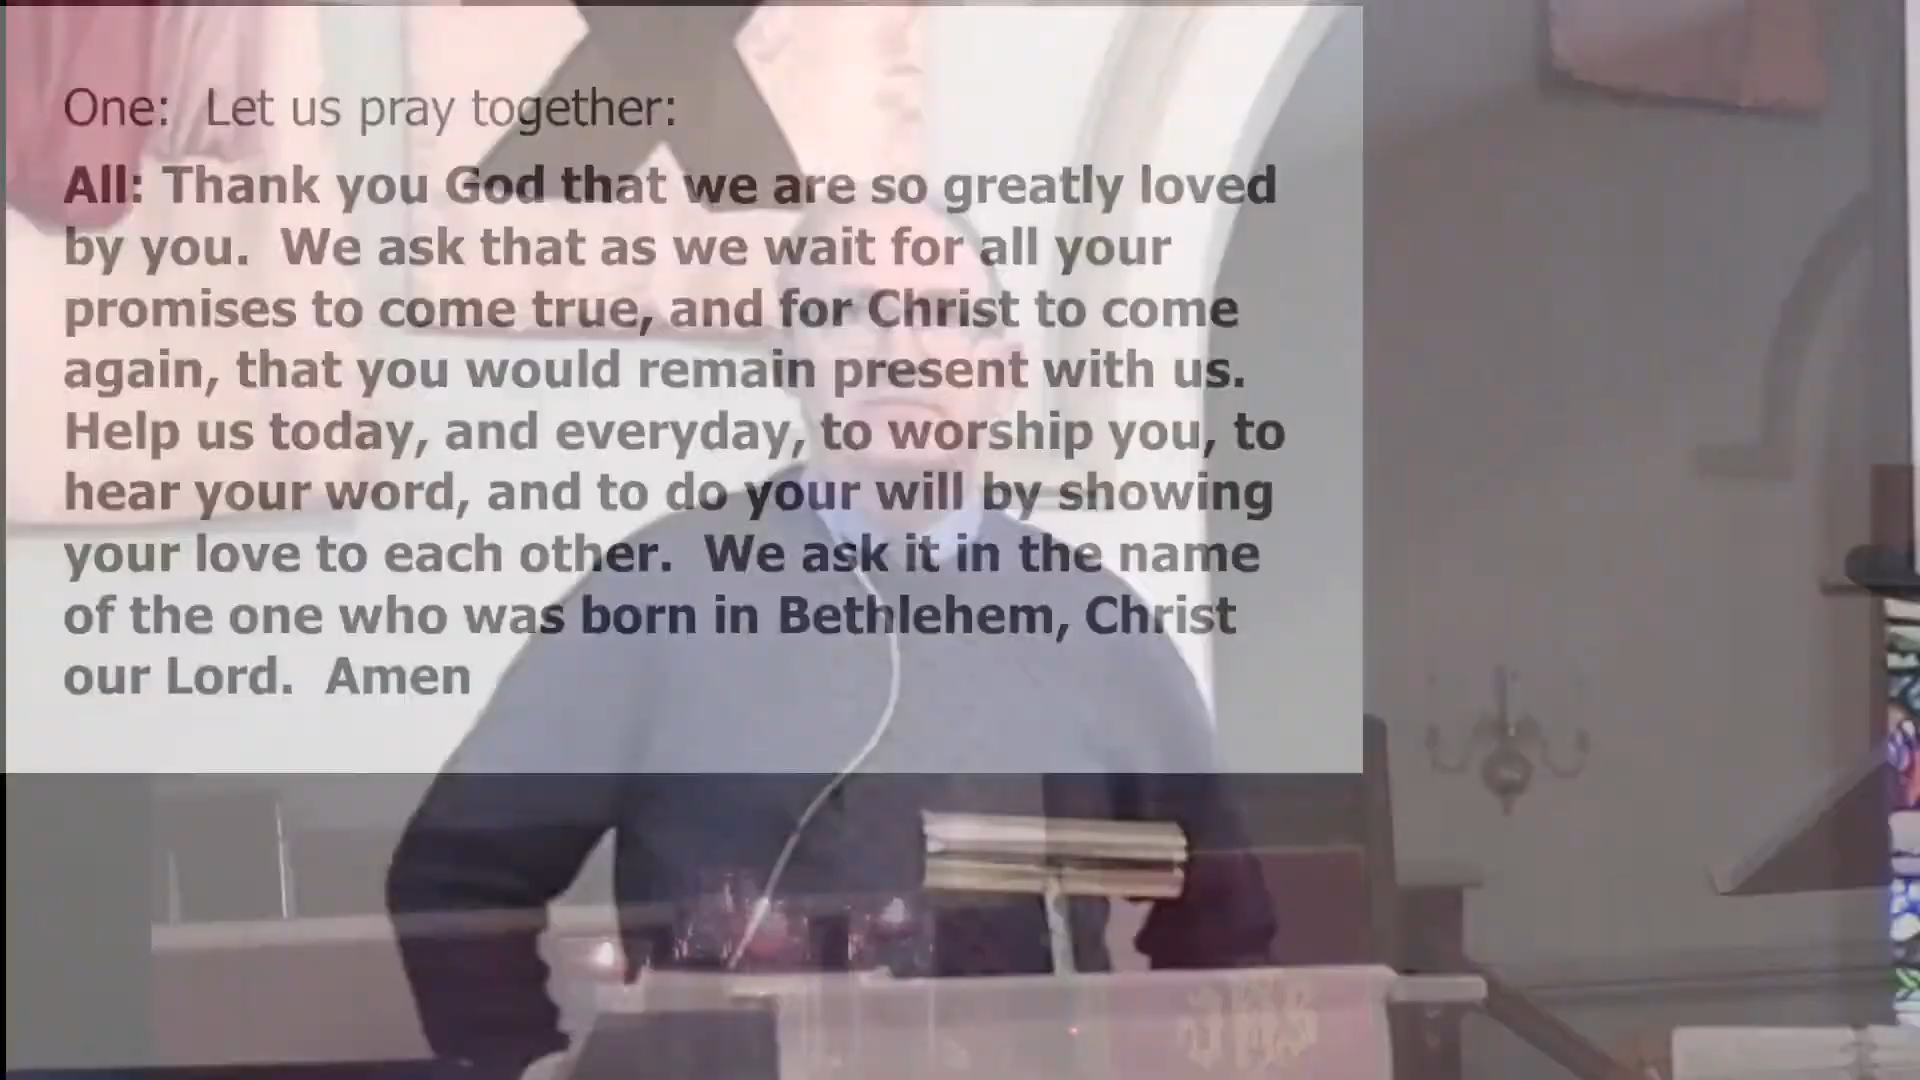 One: Let us pray together:
All: Thank you God that we are so greatly loved
by you. We ask that as we wait for all your
promises to come true, and for Christ to come
again, that you would remain present with us.
Help us today, and everyday, to worship you, to
hear your word, and to do your will by showing
your love to each other. We ask it in the name
of the one who was born in Bethlehem, Christ
our Lord. Amen